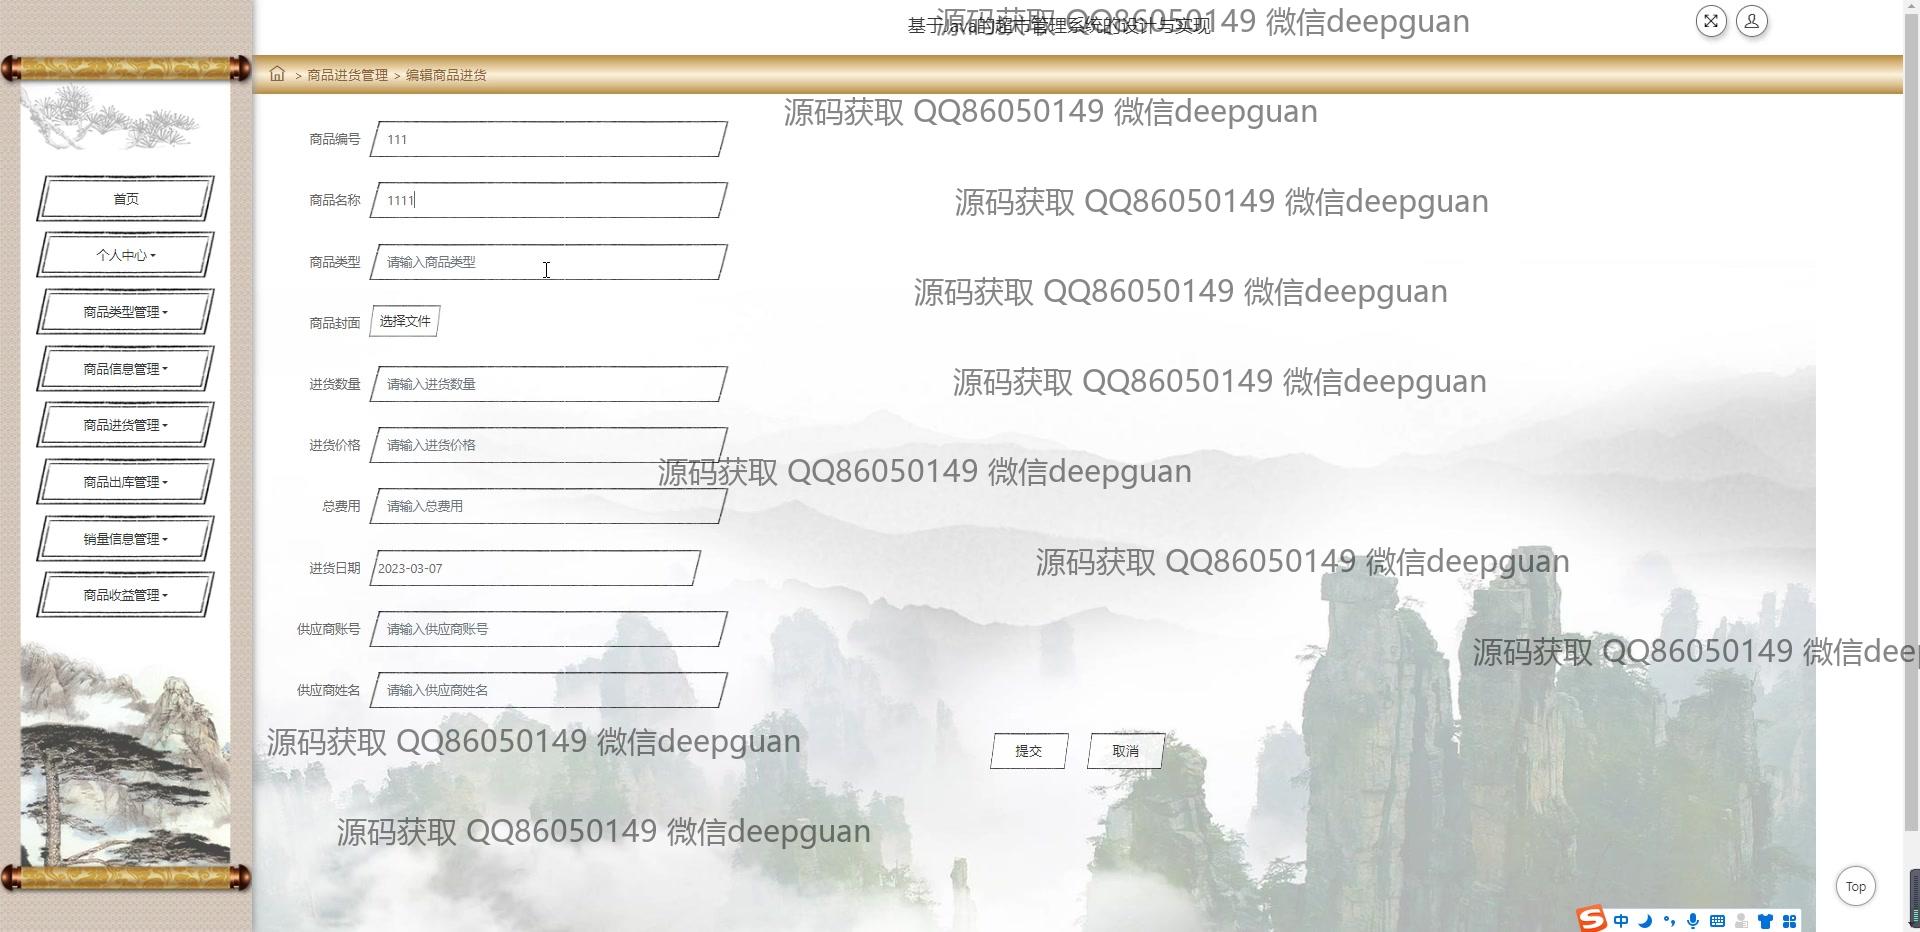 源码获取 QQ86050149 微信deepguan
基于Java的超市管理系统的设计与实现
> 商品进货管理 > 编辑商品进货
源码获取 QQ86050149 微信deepguan
商品编号 111
首页
商品名称 1111
源码获取 QQ86050149 微信deepguan
个人中心
商品类型 请输入商品类型
源码获取 QQ86050149 微信deepguan
商品类型管理
商品封面 选择文件
商品信息管理
进货数量 请输入进货数量
源码获取 QQ86050149 微信deepguan
商品进货管理
进货价格 请输入进货价格
源码获取 QQ86050149 微信deepguan
商品出库管理
总费用 请输入总费用
销量信息管理
进货日期 2023-03-07
源码获取 QQ86050149 微信deepguan
商品收益管理
供应商账号 请输入供应商账号
源码获取 QQ86050149 微信deep
供应商姓名 请输入供应商姓名
源码获取 QQ86050149 微信deepguan
提交 取消
源码获取 QQ86050149 微信deepguan
Top
S 中